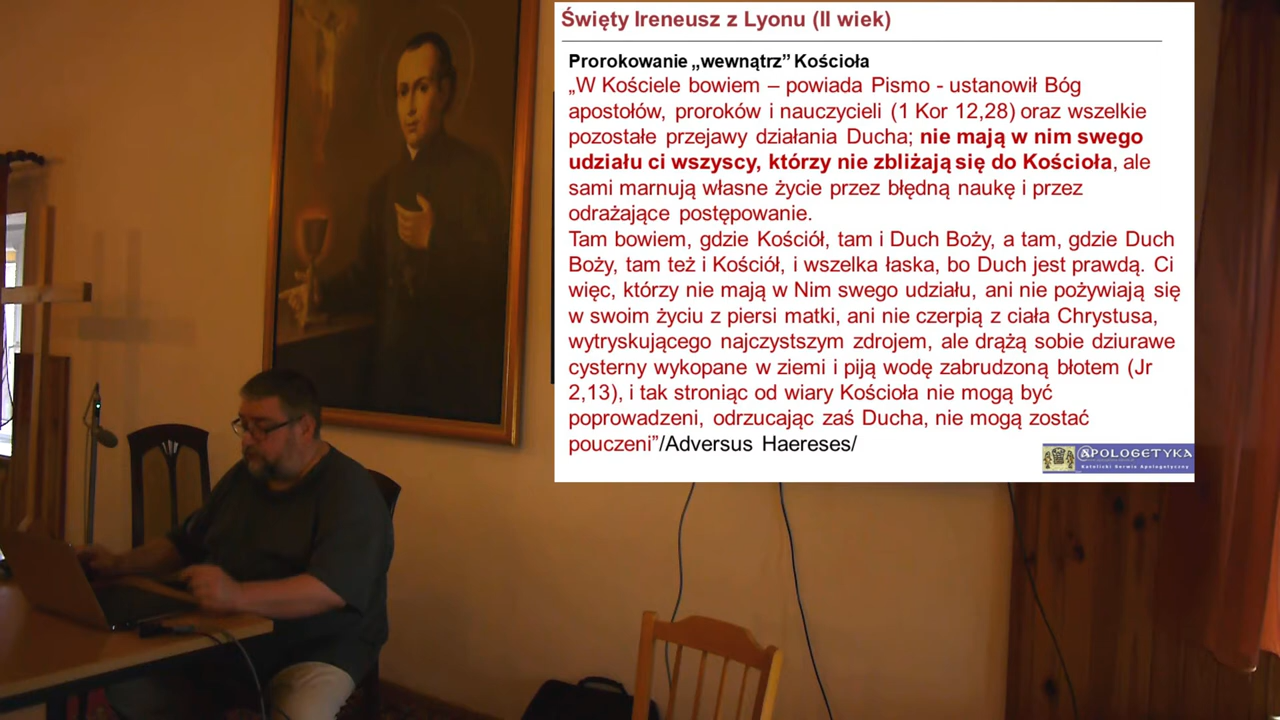 Święty Ireneusz z Lyonu (II wiek)
Prorokowanie „wewnątrz” Kościoła
„W Kościele bowiem – powiada Pismo - ustanowił Bóg
apostołów, proroków i nauczycieli (1 Kor 12,28) oraz wszelkie
pozostałe przejawy działania Ducha; nie mają w nim swego
udziału ci wszyscy, którzy nie zbliżają się do Kościoła, ale
sami marnują własne życie przez błędną naukę i przez
odrażające postępowanie.
Tam bowiem, gdzie Kościół, tam i Duch Boży, a tam, gdzie Duch
Boży, tam też i Kościół, i wszelka łaska, bo Duch jest prawdą. Ci
więc, którzy nie mają w Nim swego udziału, ani nie pożywiają się
w swoim życiu z piersi matki, ani nie czerpią z ciała Chrystusa,
wytryskującego najczystszym zdrojem, ale drążą sobie dziurawe
cysterny wykopane w ziemi i piją wodę zabrudzoną błotem (Jr
2,13), i tak stroniąc od wiary Kościoła nie mogą być
poprowadzeni, odrzucając zaś Ducha, nie mogą zostać
pouczeni”/Adversus Haereses/
@POLOGETYKA
Katolicki Serwis Apologetyczny